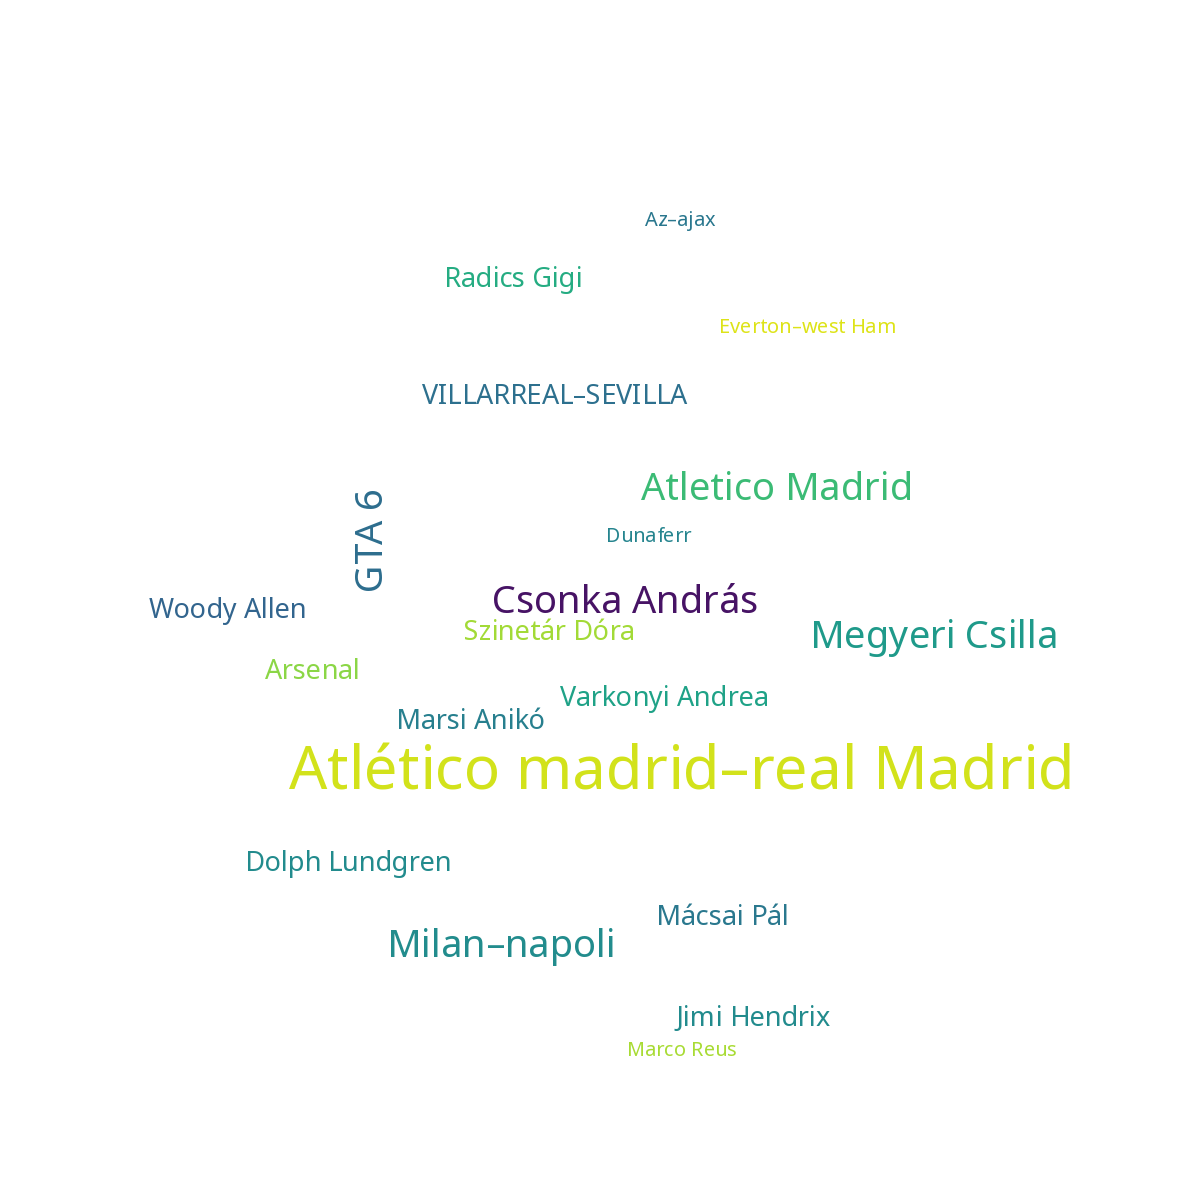 Az–ajax
Radics Gigi
Everton–west Ham
VILLARREAL–SEVILLA
Atletico Madrid
GTA 6
Dunaferr
Csonka András
Woody Allen
Szinetár Dóra
Megyeri Csilla
Arsenal
Varkonyi Andrea
Marsi Anikó
Atlético madrid–real Madrid
Dolph Lundgren
Mácsai Pál
Milan–napoli
Jimi Hendrix
Marco Reus